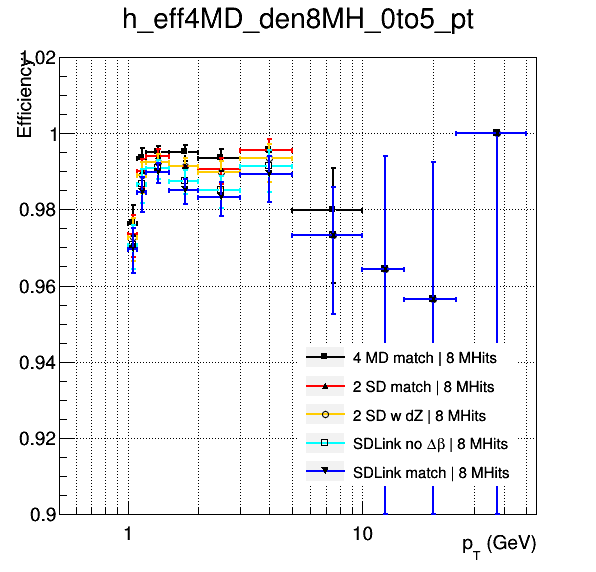 h_eff4MD_den8MH_0to5_pt
Efficiency
1.02
1
0.98
0.96
0.94
0.92
0.9
4 MD match | 8 MHits
2 SD match | 8 MHits
2 SD w dZ | 8 MHits
SDLink no Δβ | 8 MHits
SDLink match | 8 MHits
1
10
p_T (GeV)